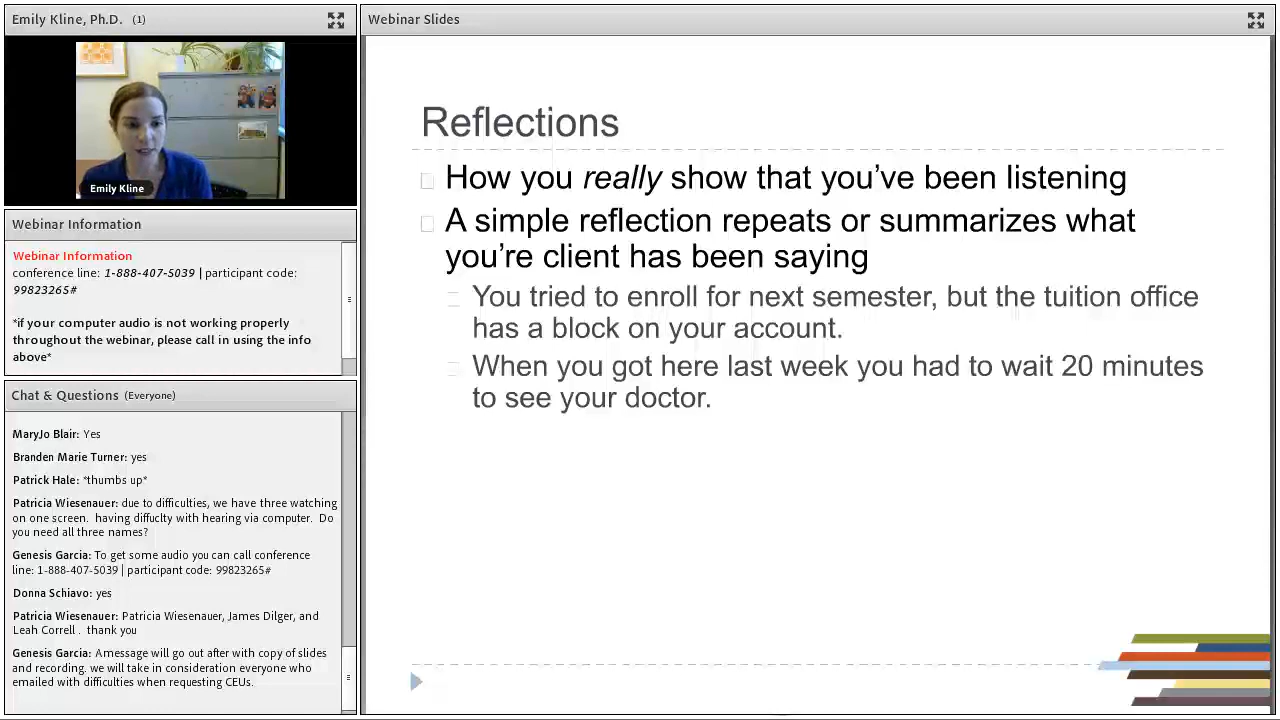 Emily Kline, Ph.D. (1)
Emily Kline
Webinar Information
Webinar Information
conference line: 1-888-407-5039 | participant code:
99823265#
*if your computer audio is not working properly
throughout the webinar, please call in using the info
above*
Chat & Questions (Everyone)
MaryJo Blair: Yes
Branden Marie Turner: yes
Patrick Hale: *thumbs up*
Patricia Wiesenauer: due to difficulties, we have three watching
on one screen. having diffuclty with hearing via computer. Do
you need all three names?
Genesis Garcia: To get some audio you can call conference
line: 1-888-407-5039 | participant code: 99823265#
Donna Schiavo: yes
Patricia Wiesenauer: Patricia Wiesenauer, James Dilger, and
Leah Correll . thank you
Genesis Garcia: Amessage will go out after with copy of slides
and recording. we will take in consideration everyone who
emailed with difficulties when requesting CEUs.
Webinar Slides
Reflections
How you really show that you’ve been listening
A simple reflection repeats or summarizes what
you’re client has been saying
You tried to enroll for next semester, but the tuition office
has a block on your account.
When you got here last week you had to wait 20 minutes
to see your doctor.